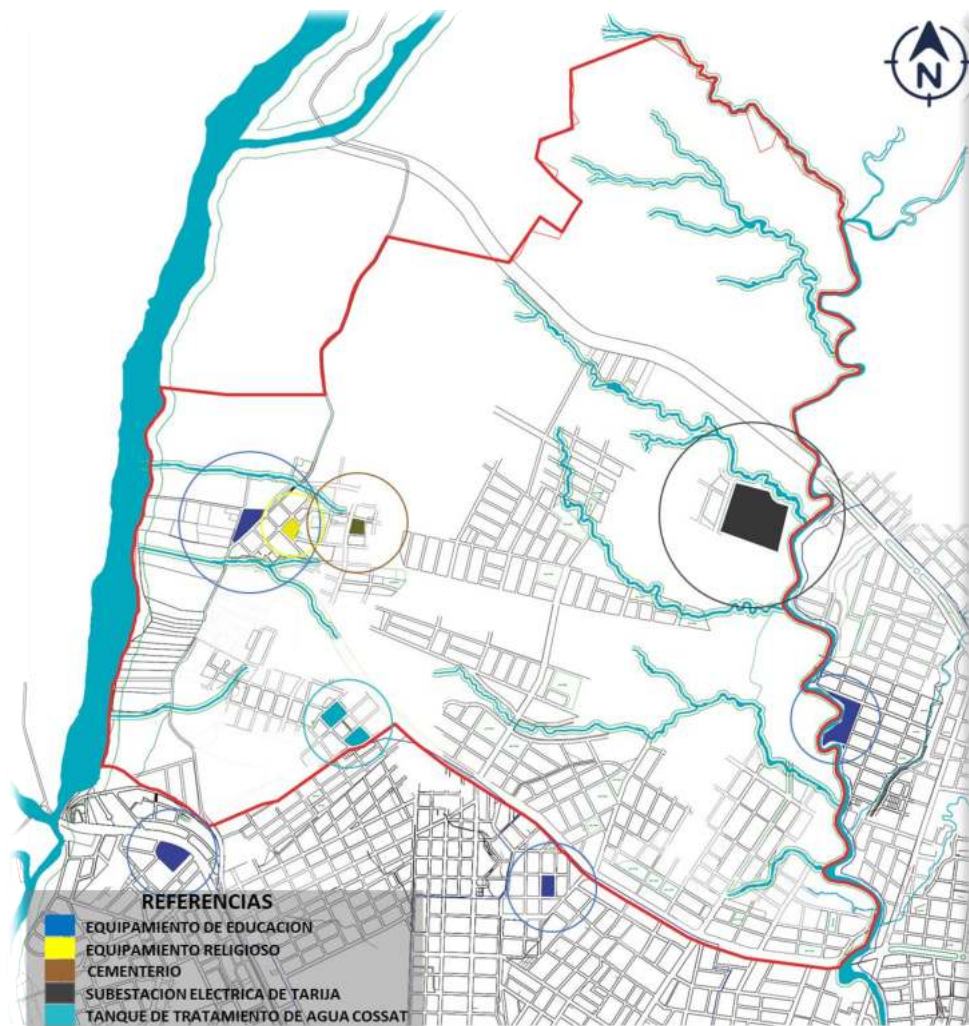 N
REFERENCIAS
EQUIPAMIENTO DE EDUCACION
EQUIPAMIENTO RELIGIOSO
CEMENTERIO
SUBESTACION ELECTRICA DE TARIJA
TANQUE DE TRATAMIENTO DE AGUA COSSAT